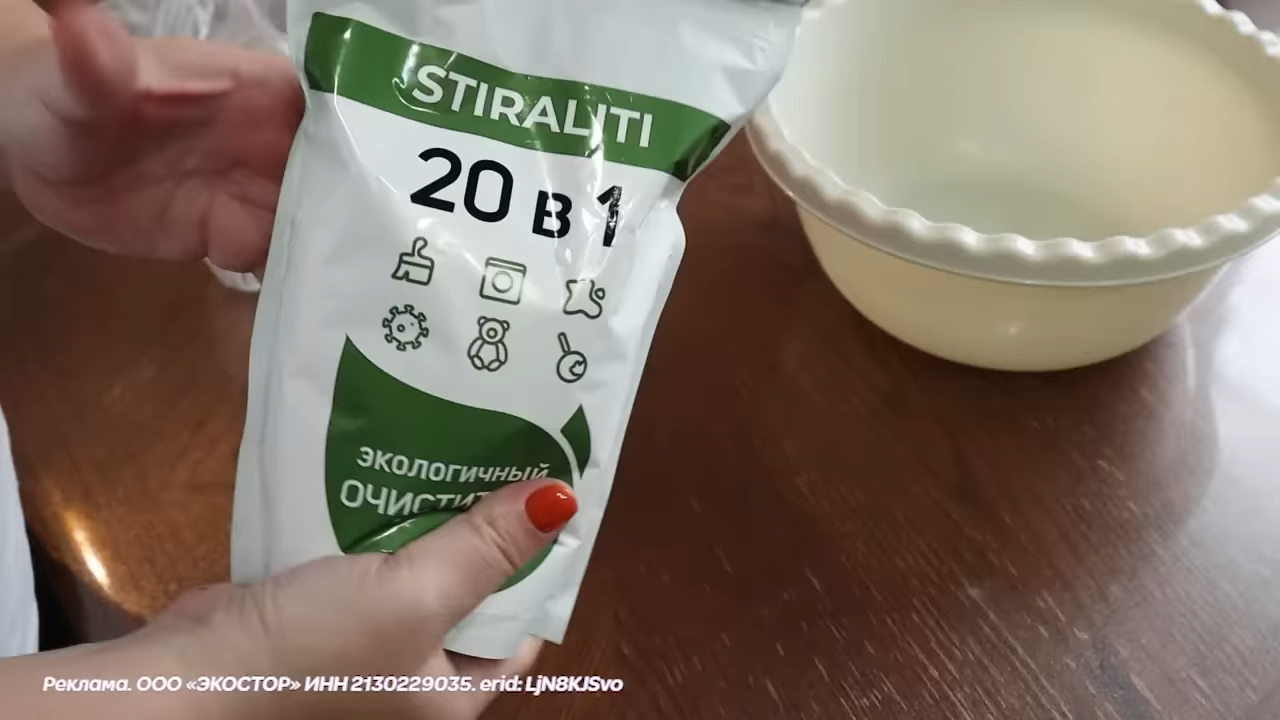 STIRALITI
20 в 1
ЭКОЛОГИЧНЫЙ
Реклама. ООО «ЭКОСТОР» ИНН 2130229035. erid: LjN8KJSvo